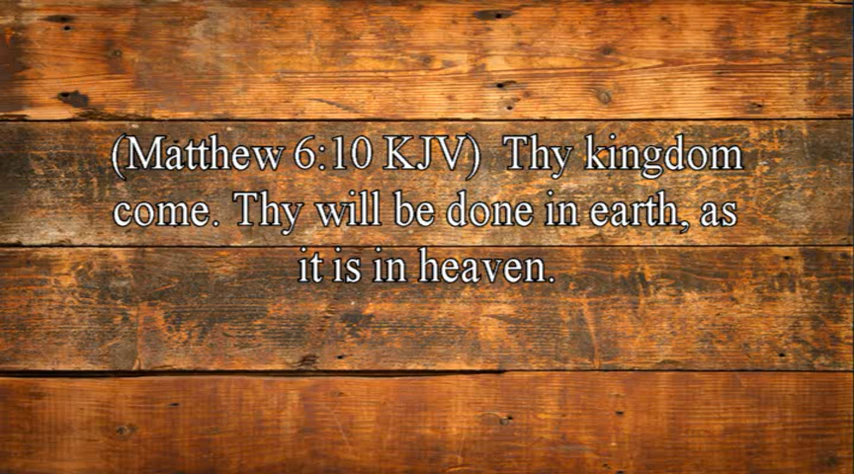 (Matthew 6:10 KJV)  Thy kingdom
come. Thy will be done in earth, as
it is in heaven.